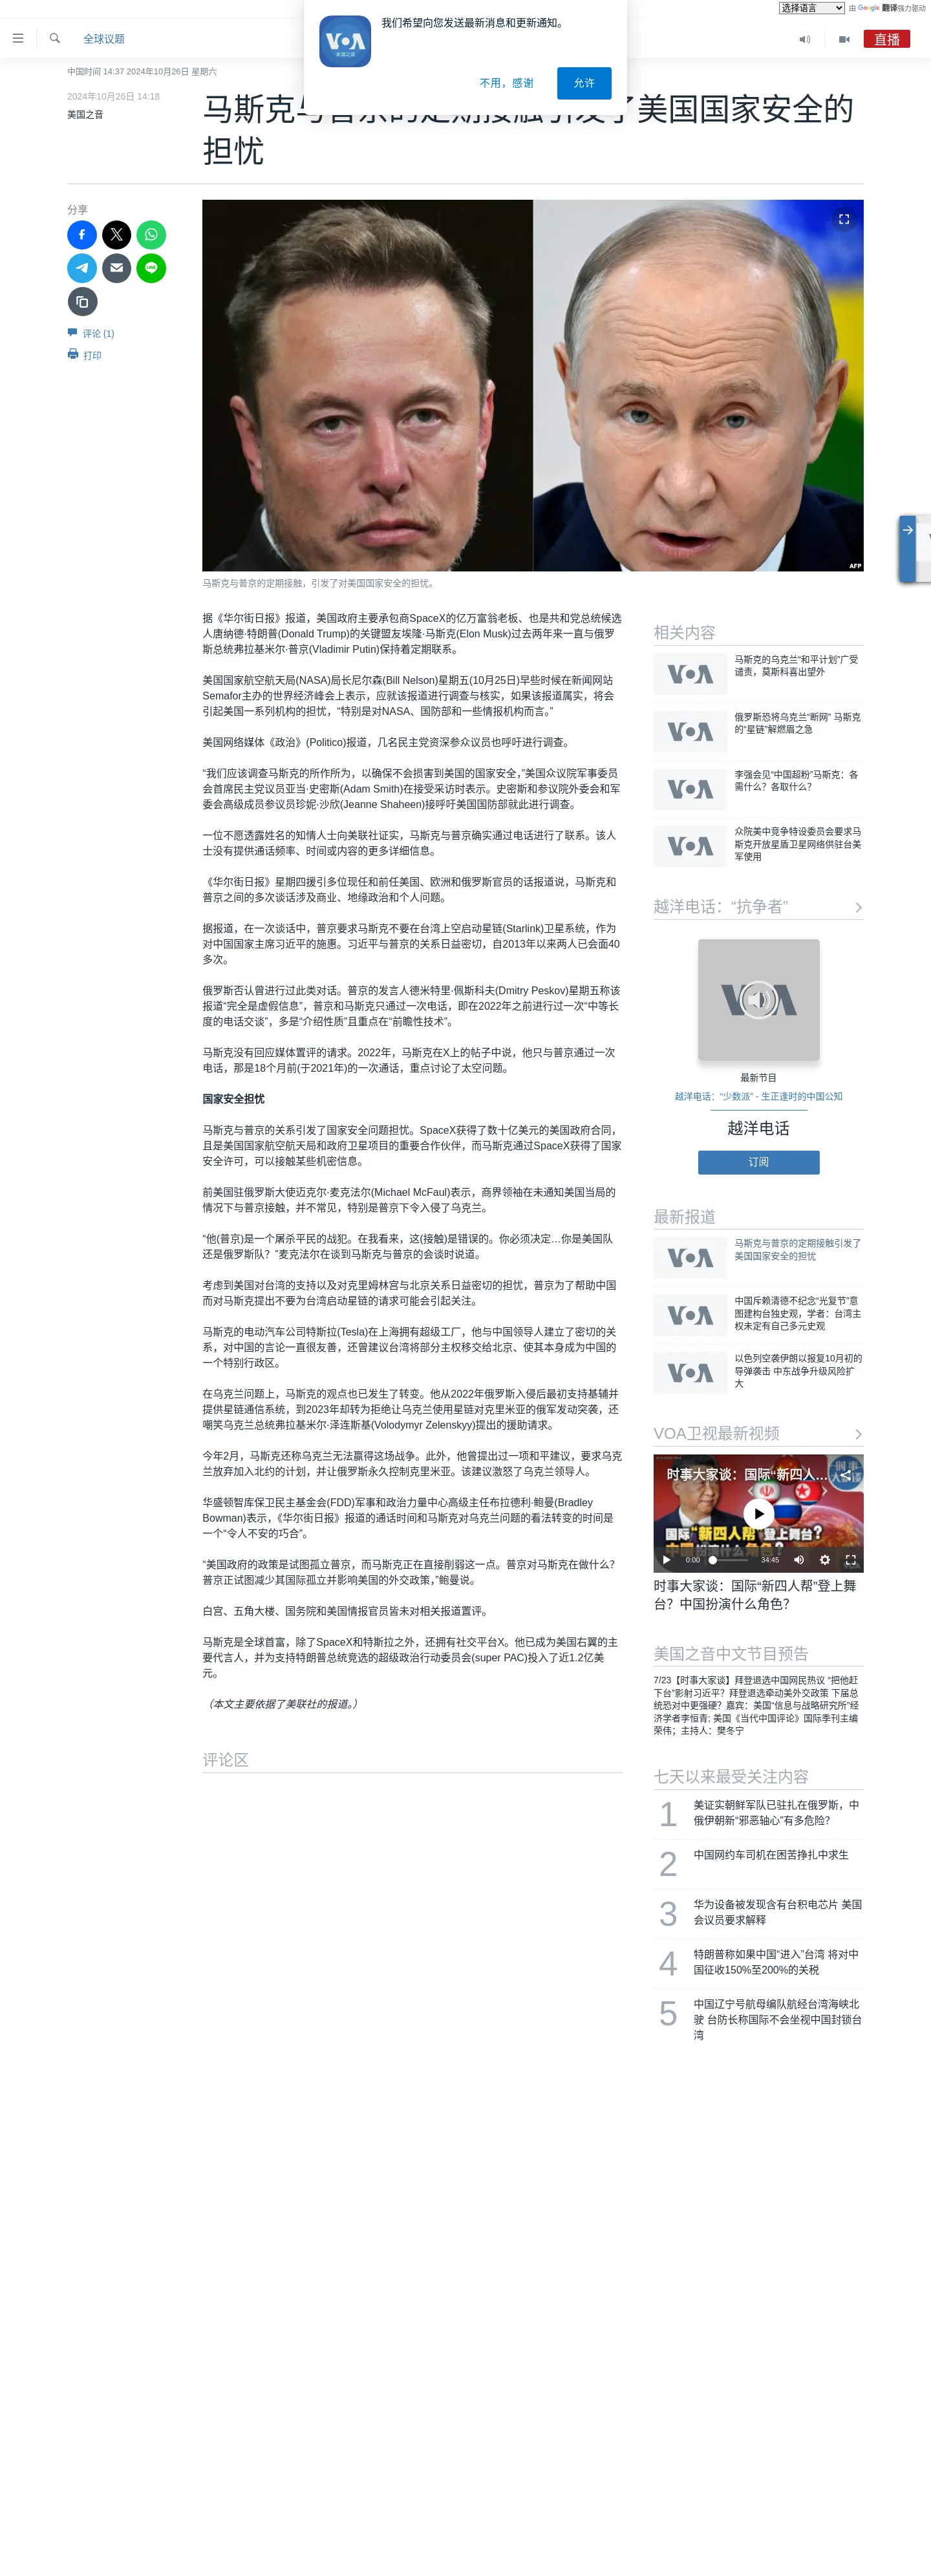 选择语言
由 Google 翻译强力驱动
全球议题
直播
VOA
美国之音
我们希望向您发送最新消息和更新通知。
不用，感谢
允许
中国时间 14:37 2024年10月26日 星期六
2024年10月26日 14:18
美国之音
美国国家安全的
担忧
分享
评论 (1)
打印
AFP
马斯克与普京的定期接触，引发了对美国国家安全的担忧。
据《华尔街日报》报道，美国政府主要承包商SpaceX的亿万富翁老板、也是共和党总统候选
人唐纳德·特朗普(Donald Trump)的关键盟友埃隆·马斯克(Elon Musk)过去两年来一直与俄罗
斯总统弗拉基米尔·普京(Vladimir Putin)保持着定期联系。
美国国家航空航天局(NASA)局长尼尔森(Bill Nelson)星期五(10月25日)早些时候在新闻网站
Semafor主办的世界经济峰会上表示，应就该报道进行调查与核实，如果该报道属实，将会
引起美国一系列机构的担忧，“特别是对NASA、国防部和一些情报机构而言。”
美国网络媒体《政治》(Politico)报道，几名民主党资深参众议员也呼吁进行调查。
“我们应该调查马斯克的所作所为，以确保不会损害到美国的国家安全，”美国众议院军事委员
会首席民主党议员亚当·史密斯(Adam Smith)在接受采访时表示。史密斯和参议院外委会和军
委会高级成员参议员珍妮·沙欣(Jeanne Shaheen)接呼吁美国国防部就此进行调查。
一位不愿透露姓名的知情人士向美联社证实，马斯克与普京确实通过电话进行了联系。该人
士没有提供通话频率、时间或内容的更多详细信息。
《华尔街日报》星期四援引多位现任和前任美国、欧洲和俄罗斯官员的话报道说，马斯克和
普京之间的多次谈话涉及商业、地缘政治和个人问题。
据报道，在一次谈话中，普京要求马斯克不要在台湾上空启动星链(Starlink)卫星系统，作为
对中国国家主席习近平的施惠。习近平与普京的关系日益密切，自2013年以来两人已会面40
多次。
俄罗斯否认曾进行过此类对话。普京的发言人德米特里·佩斯科夫(Dmitry Peskov)星期五称该
报道“完全是虚假信息”，普京和马斯克只通过一次电话，即在2022年之前进行过一次“中等长
度的电话交谈”，多是“介绍性质”且重点在“前瞻性技术”。
马斯克没有回应媒体置评的请求。2022年，马斯克在X上的帖子中说，他只与普京通过一次
电话，那是18个月前(于2021年)的一次通话，重点讨论了太空问题。
国家安全担忧
马斯克与普京的关系引发了国家安全问题担忧。SpaceX获得了数十亿美元的美国政府合同，
且是美国国家航空航天局和政府卫星项目的重要合作伙伴，而马斯克通过SpaceX获得了国家
安全许可，可以接触某些机密信息。
前美国驻俄罗斯大使迈克尔·麦克法尔(Michael McFaul)表示，商界领袖在未通知美国当局的
情况下与普京接触，并不常见，特别是普京下令入侵了乌克兰。
“他(普京)是一个屠杀平民的战犯。在我看来，这(接触)是错误的。你必须决定…你是美国队
还是俄罗斯队？”麦克法尔在谈到马斯克与普京的会谈时说道。
考虑到美国对台湾的支持以及对克里姆林宫与北京关系日益密切的担忧，普京为了帮助中国
而对马斯克提出不要为台湾启动星链的请求可能会引起关注。
马斯克的电动汽车公司特斯拉(Tesla)在上海拥有超级工厂，他与中国领导人建立了密切的关
系，对中国的言论一直很友善，还曾建议台湾将部分主权移交给北京、使其本身成为中国的
一个特别行政区。
在乌克兰问题上，马斯克的观点也已发生了转变。他从2022年俄罗斯入侵后最初支持基辅并
提供星链通信系统，到2023年却转为拒绝让乌克兰使用星链对克里米亚的俄军发动突袭，还
嘲笑乌克兰总统弗拉基米尔·泽连斯基(Volodymyr Zelenskyy)提出的援助请求。
今年2月，马斯克还称乌克兰无法赢得这场战争。此外，他曾提出过一项和平建议，要求乌克
兰放弃加入北约的计划，并让俄罗斯永久控制克里米亚。该建议激怒了乌克兰领导人。
华盛顿智库保卫民主基金会(FDD)军事和政治力量中心高级主任布拉德利·鲍曼(Bradley
Bowman)表示，《华尔街日报》报道的通话时间和马斯克对乌克兰问题的看法转变的时间是
一个“令人不安的巧合”。
“美国政府的政策是试图孤立普京，而马斯克正在直接削弱这一点。普京对马斯克在做什么？
普京正试图减少其国际孤立并影响美国的外交政策，”鲍曼说。
白宫、五角大楼、国务院和美国情报官员皆未对相关报道置评。
马斯克是全球首富，除了SpaceX和特斯拉之外，还拥有社交平台X。他已成为美国右翼的主
要代言人，并为支持特朗普总统竞选的超级政治行动委员会(super PAC)投入了近1.2亿美
元。
（本文主要依据了美联社的报道。）
评论区
相关内容
VOA
马斯克的乌克兰“和平计划”广受
谴责，莫斯科喜出望外
VOA
俄罗斯恐将乌克兰“断网” 马斯克
的“星链”解燃眉之急
VOA
李强会见“中国超粉”马斯克：各
需什么？各取什么？
VOA
众院美中竞争特设委员会要求马
斯克开放星盾卫星网络供驻台美
军使用
越洋电话：“抗争者”
VOA
最新节目
越洋电话：“少数派” - 生正逢时的中国公知
越洋电话
订阅
最新报道
VOA
马斯克与普京的定期接触引发了
美国国家安全的担忧
VOA
中国斥赖清德不纪念“光复节”意
图建构台独史观，学者：台湾主
权未定有自己多元史观
VOA
以色列空袭伊朗以报复10月初的
导弹袭击 中东战争升级风险扩
大
VOA卫视最新视频
时事大家谈：国际“新四人...
国际“新四人帮”登上舞台？
0:00
34:45
时事大家谈：国际“新四人帮”登上舞
台？中国扮演什么角色？
美国之音中文节目预告
7/23【时事大家谈】拜登退选中国网民热议 “把他赶
下台”影射习近平？拜登退选牵动美外交政策 下届总
统恐对中更强硬？嘉宾：美国“信息与战略研究所”经
济学者李恒青; 美国《当代中国评论》国际季刊主编
荣伟；主持人：樊冬宁
七天以来最受关注内容
1
美证实朝鲜军队已驻扎在俄罗斯，中
俄伊朝新“邪恶轴心”有多危险？
2
中国网约车司机在困苦挣扎中求生
3
华为设备被发现含有台积电芯片 美国
会议员要求解释
4
特朗普称如果中国“进入”台湾 将对中
国征收150%至200%的关税
5
中国辽宁号航母编队航经台湾海峡北
驶 台防长称国际不会坐视中国封锁台
湾